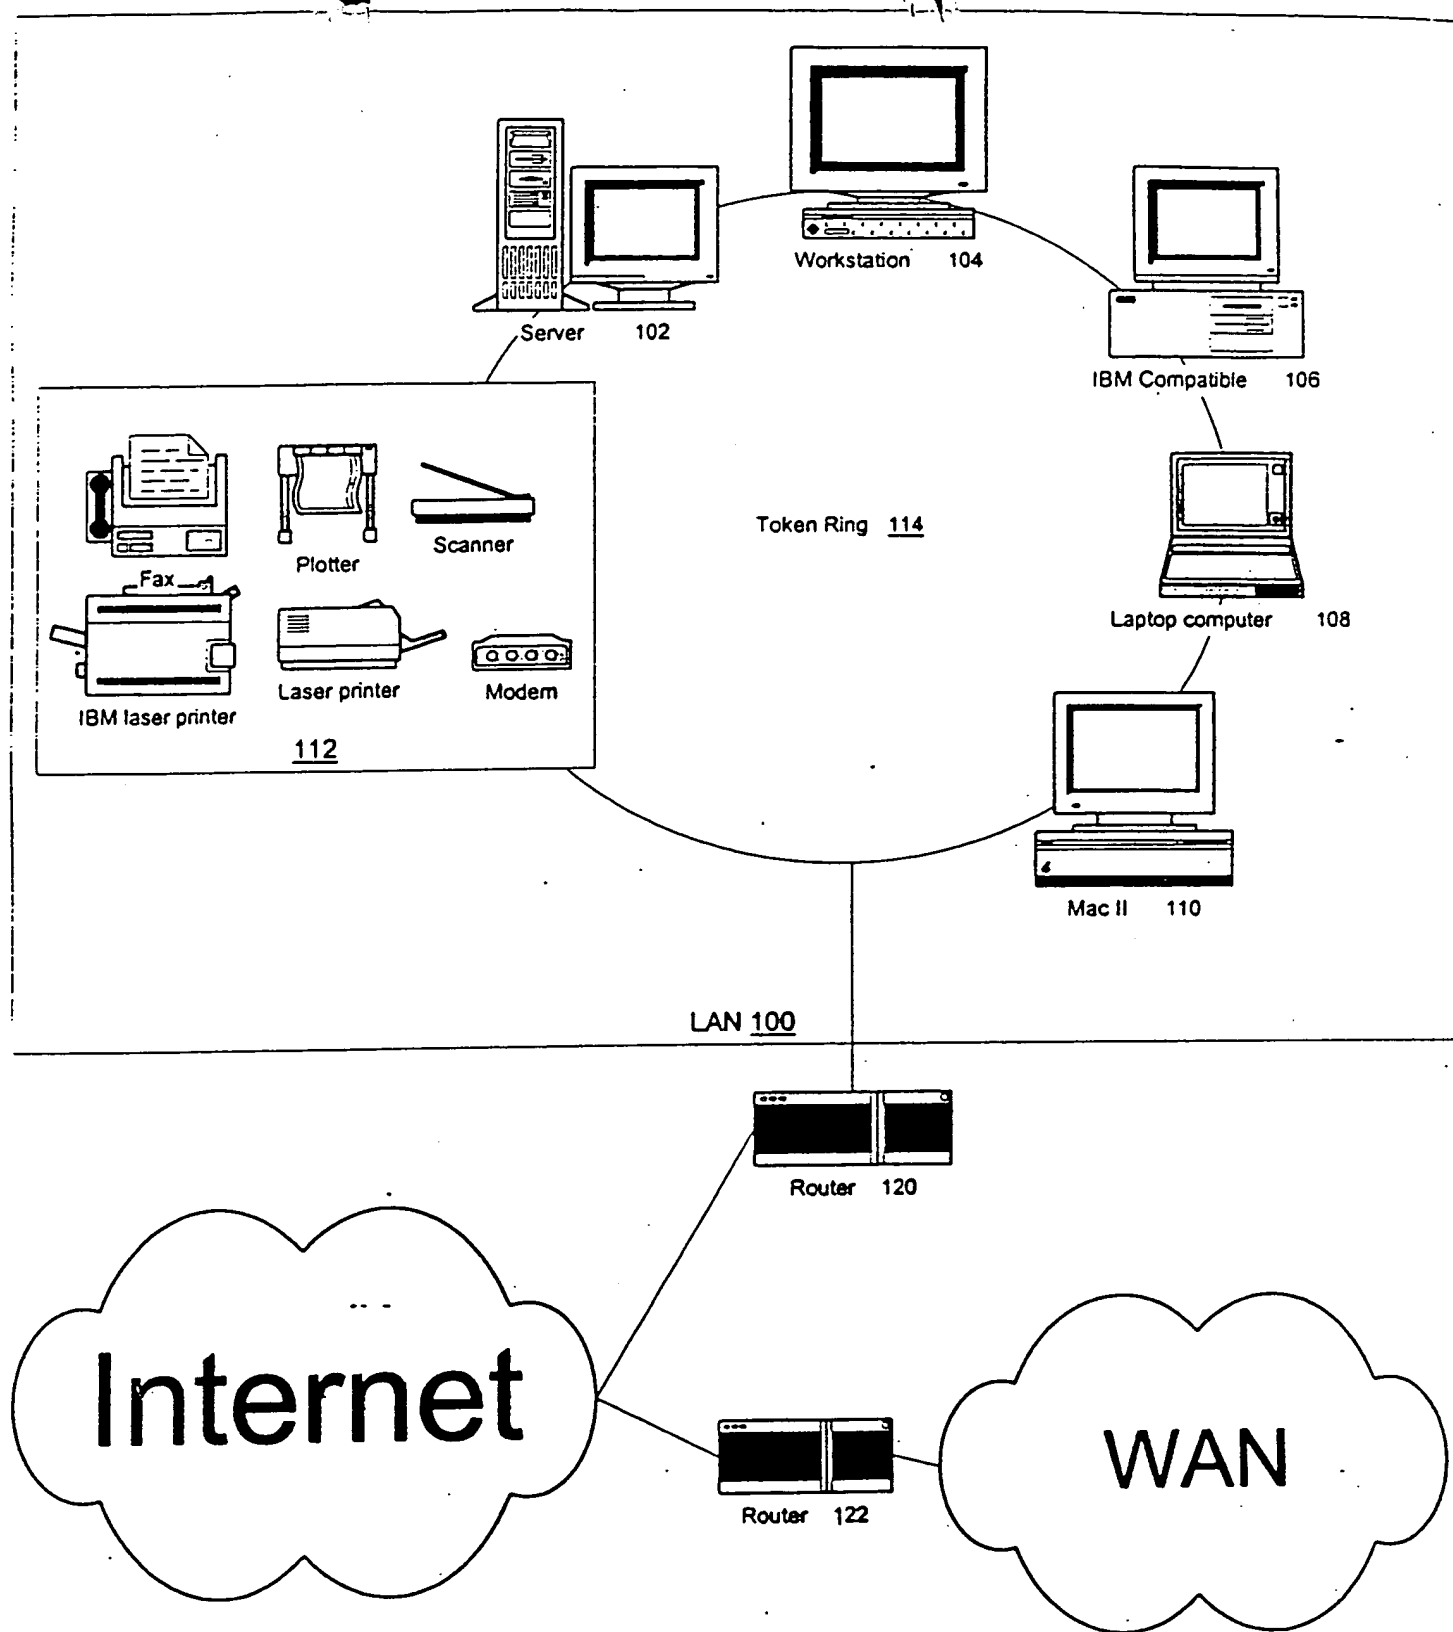 Workstation 104
Server 102
IBM Compatible 106
Token Ring 114
Plotter
Scanner
Fax
Laptop computer 108
IBM laser printer
Laser printer
Modem
112
Mac II 110
LAN 100
Router 120
Internet
WAN
Router 122